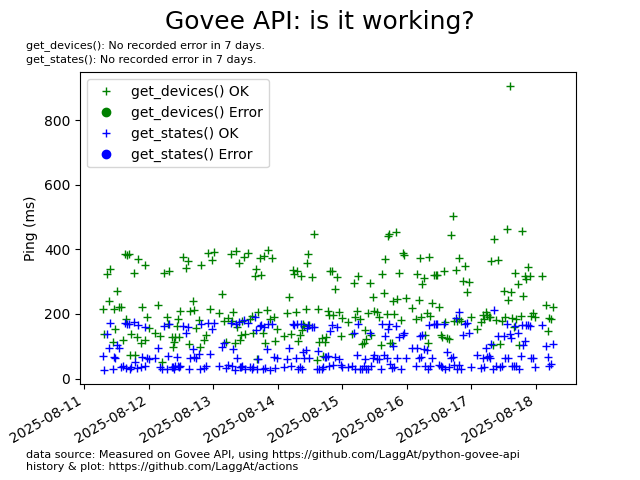 Govee API: is it working?
get_devices(): No recorded error in 7 days.
get_states(): No recorded error in 7 days.
get_devices() OK
get_devices() Error
get_states() OK
get_states() Error
Ping (ms)
800
600
400
200
0
2025-08-11
2025-08-12
2025-08-13
2025-08-14
2025-08-15
2025-08-16
2025-08-17
2025-08-18
data source: Measured on Govee API, using https://github.com/LaggAt/python-govee-api
history & plot: https://github.com/LaggAt/actions